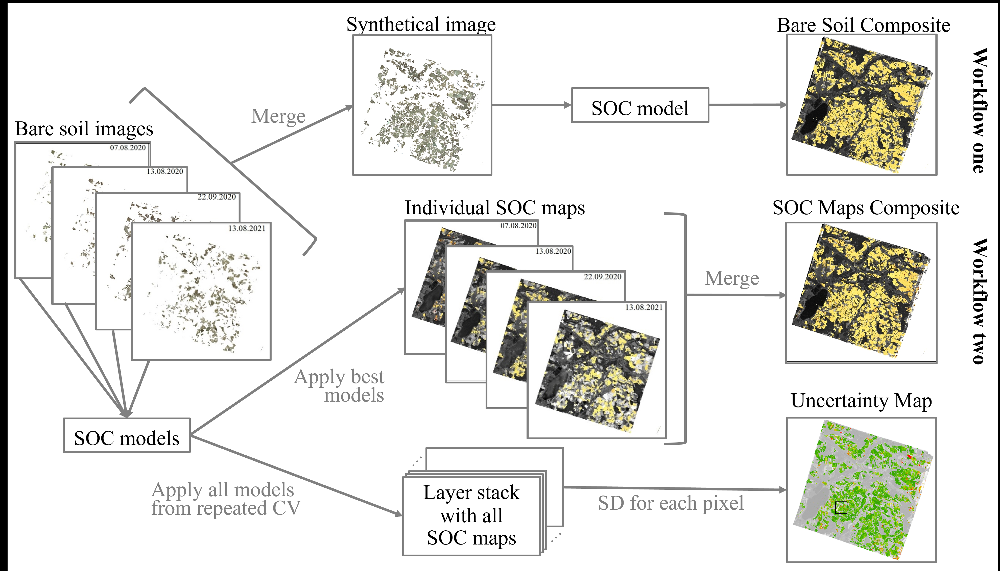 Synthetical image
Bare Soil Composite
Workflow one
Merge
SOC model
Bare soil images
07.08.2020
13.08.2020
22.09.2020
13.08.2021
Individual SOC maps
07.08.2020
13.08.2020
22.09.2020
13.08.2021
Merge
SOC Maps Composite
Workflow two
Apply best
models
SOC models
Uncertainty Map
Apply all models
from repeated CV
Layer stack
with all
SOC maps
SD for each pixel